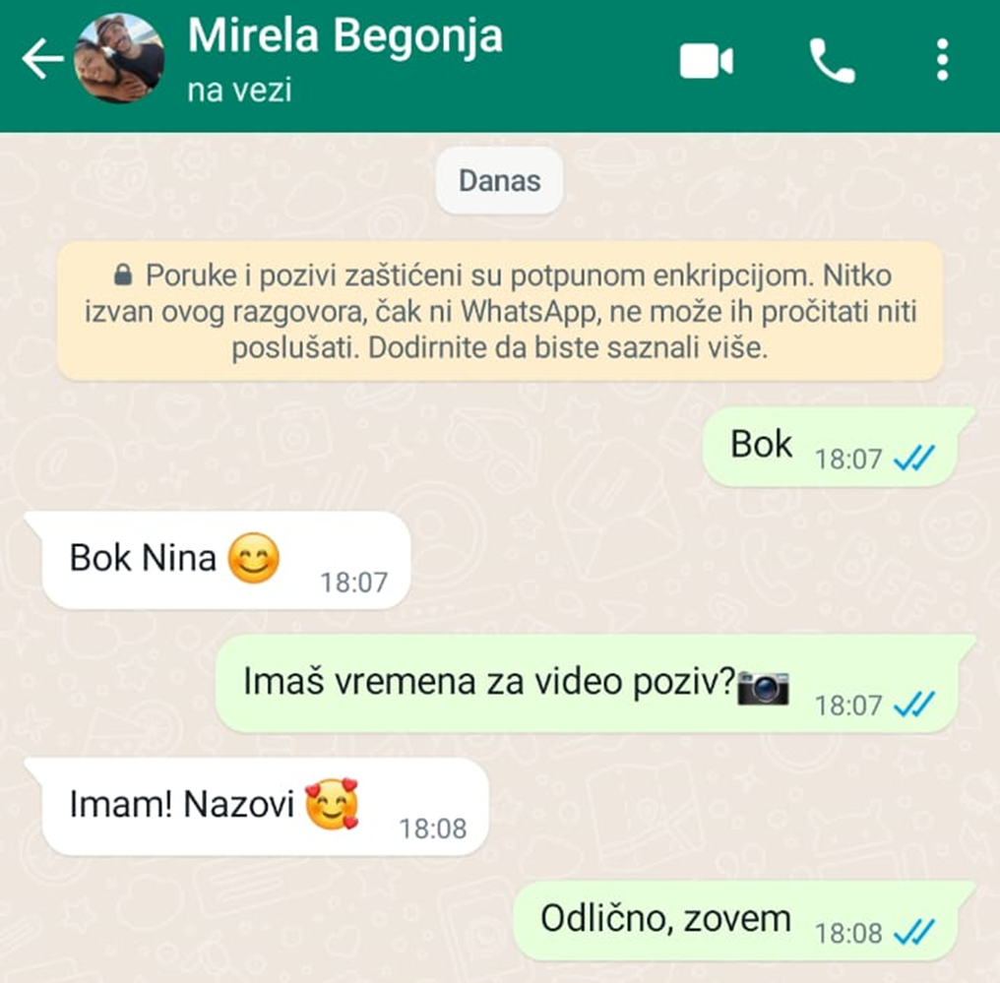 Mirela Begonja
na vezi
Danas
🔒 Poruke i pozivi zaštićeni su potpunom enkripcijom. Nitko
izvan ovog razgovora, čak ni WhatsApp, ne može ih pročitati niti
poslušati. Dodirnite da biste saznali više.
Bok 18:07
Bok Nina 😊 18:07
Imaš vremena za video poziv?📷 18:07
Imam! Nazovi 🥰 18:08
Odlično, zovem 18:08